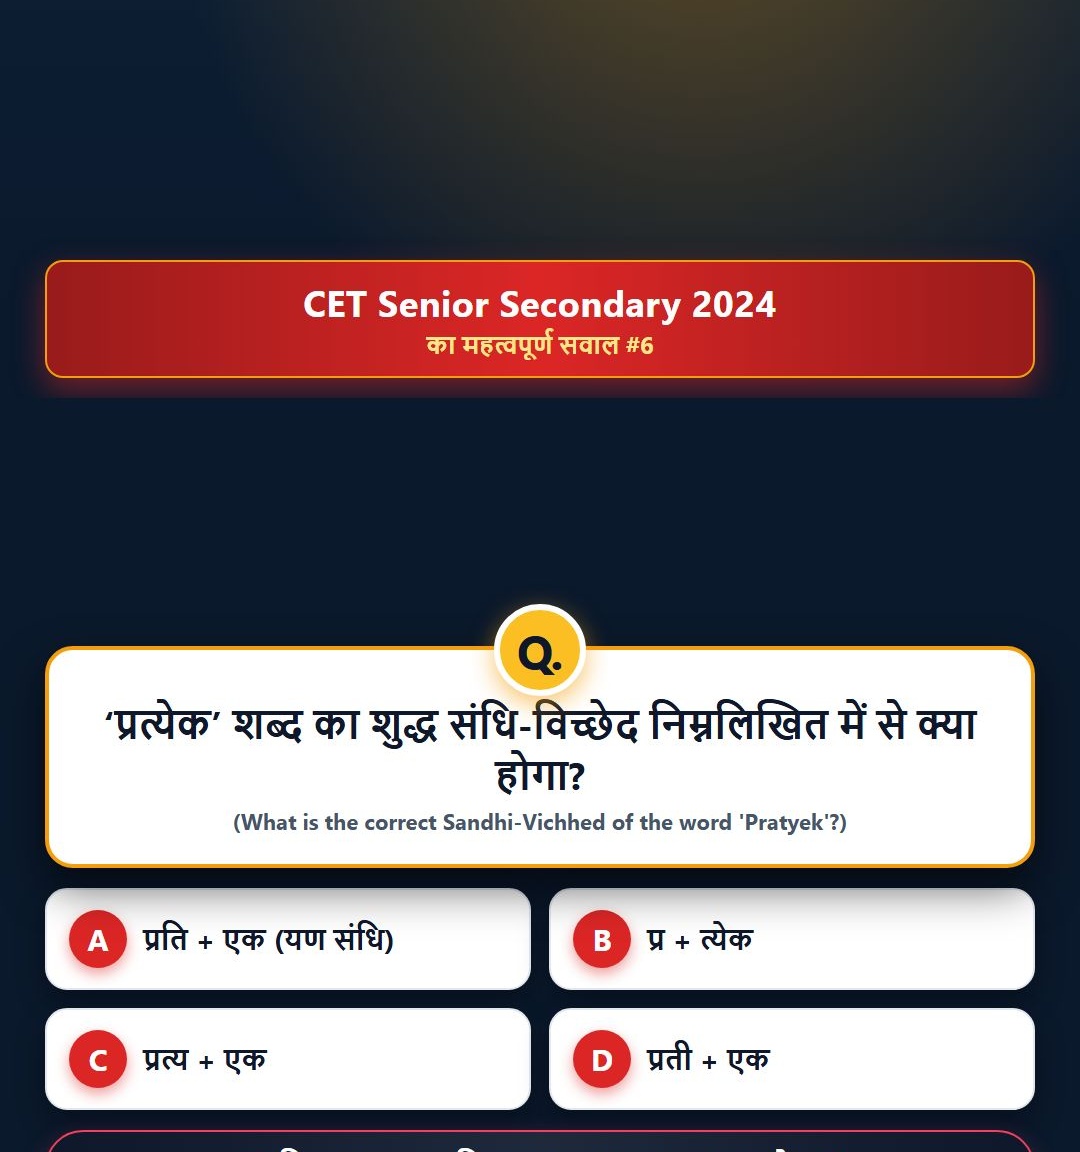 CET Senior Secondary 2024
का महत्वपूर्ण सवाल #6
Q.
‘प्रत्येक’ शब्द का शुद्ध संधि-विच्छेद निम्नलिखित में से क्या
होगा?
(What is the correct Sandhi-Vichhed of the word 'Pratyek'?)
A प्रति + एक (यण संधि)
B प्र + त्येक
C प्रत्य + एक
D प्रती + एक